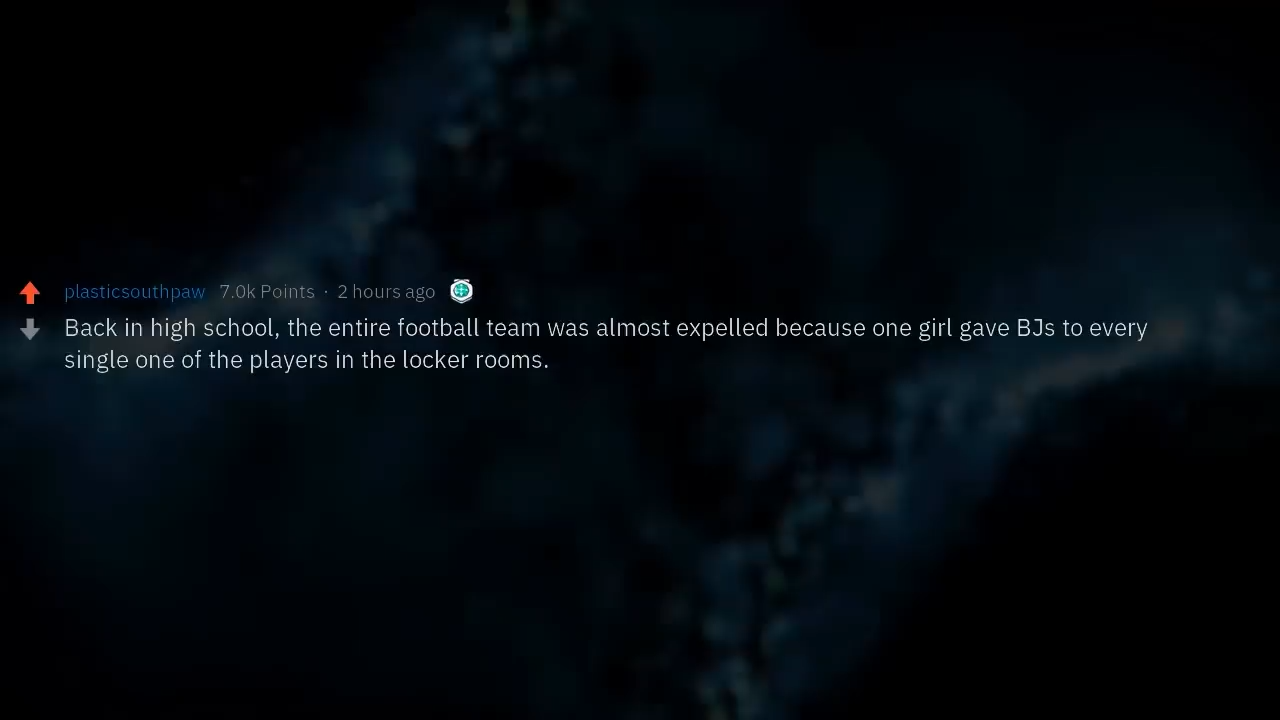 plasticsouthpaw 7.0k Points · 2 hours ago
Back in high school, the entire football team was almost expelled because one girl gave BJs to every
single one of the players in the locker rooms.